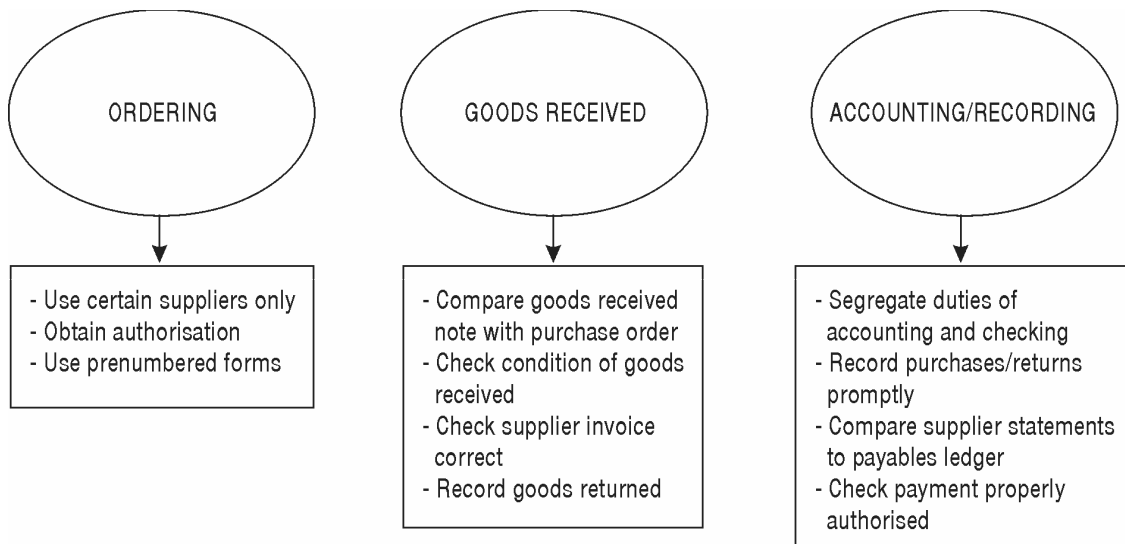 ORDERING
- Use certain suppliers only
- Obtain authorisation
- Use prenumbered forms
GOODS RECEIVED
- Compare goods received
note with purchase order
- Check condition of goods
received
- Check supplier invoice
correct
- Record goods returned
ACCOUNTING/RECORDING
- Segregate duties of
accounting and checking
- Record purchases/returns
promptly
- Compare supplier statements
to payables ledger
- Check payment properly
authorised